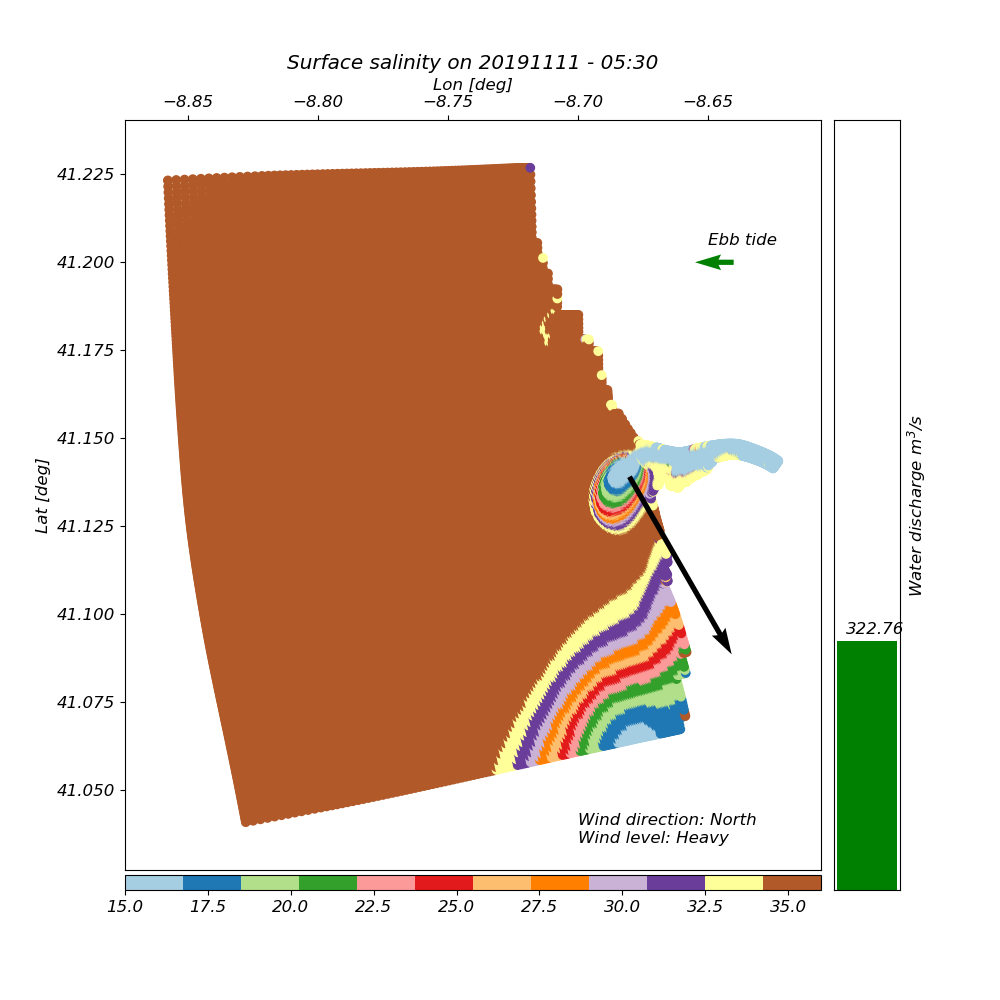 Surface salinity on 20191111 - 05:30
Lon [deg]
−8.85 −8.80 −8.75 −8.70 −8.65
41.225
41.200
41.175
41.150
41.125
41.100
41.075
41.050
Lat [deg]
Ebb tide
Wind direction: North
Wind level: Heavy
15.0 17.5 20.0 22.5 25.0 27.5 30.0 32.5 35.0
322.76
Water discharge m³/s